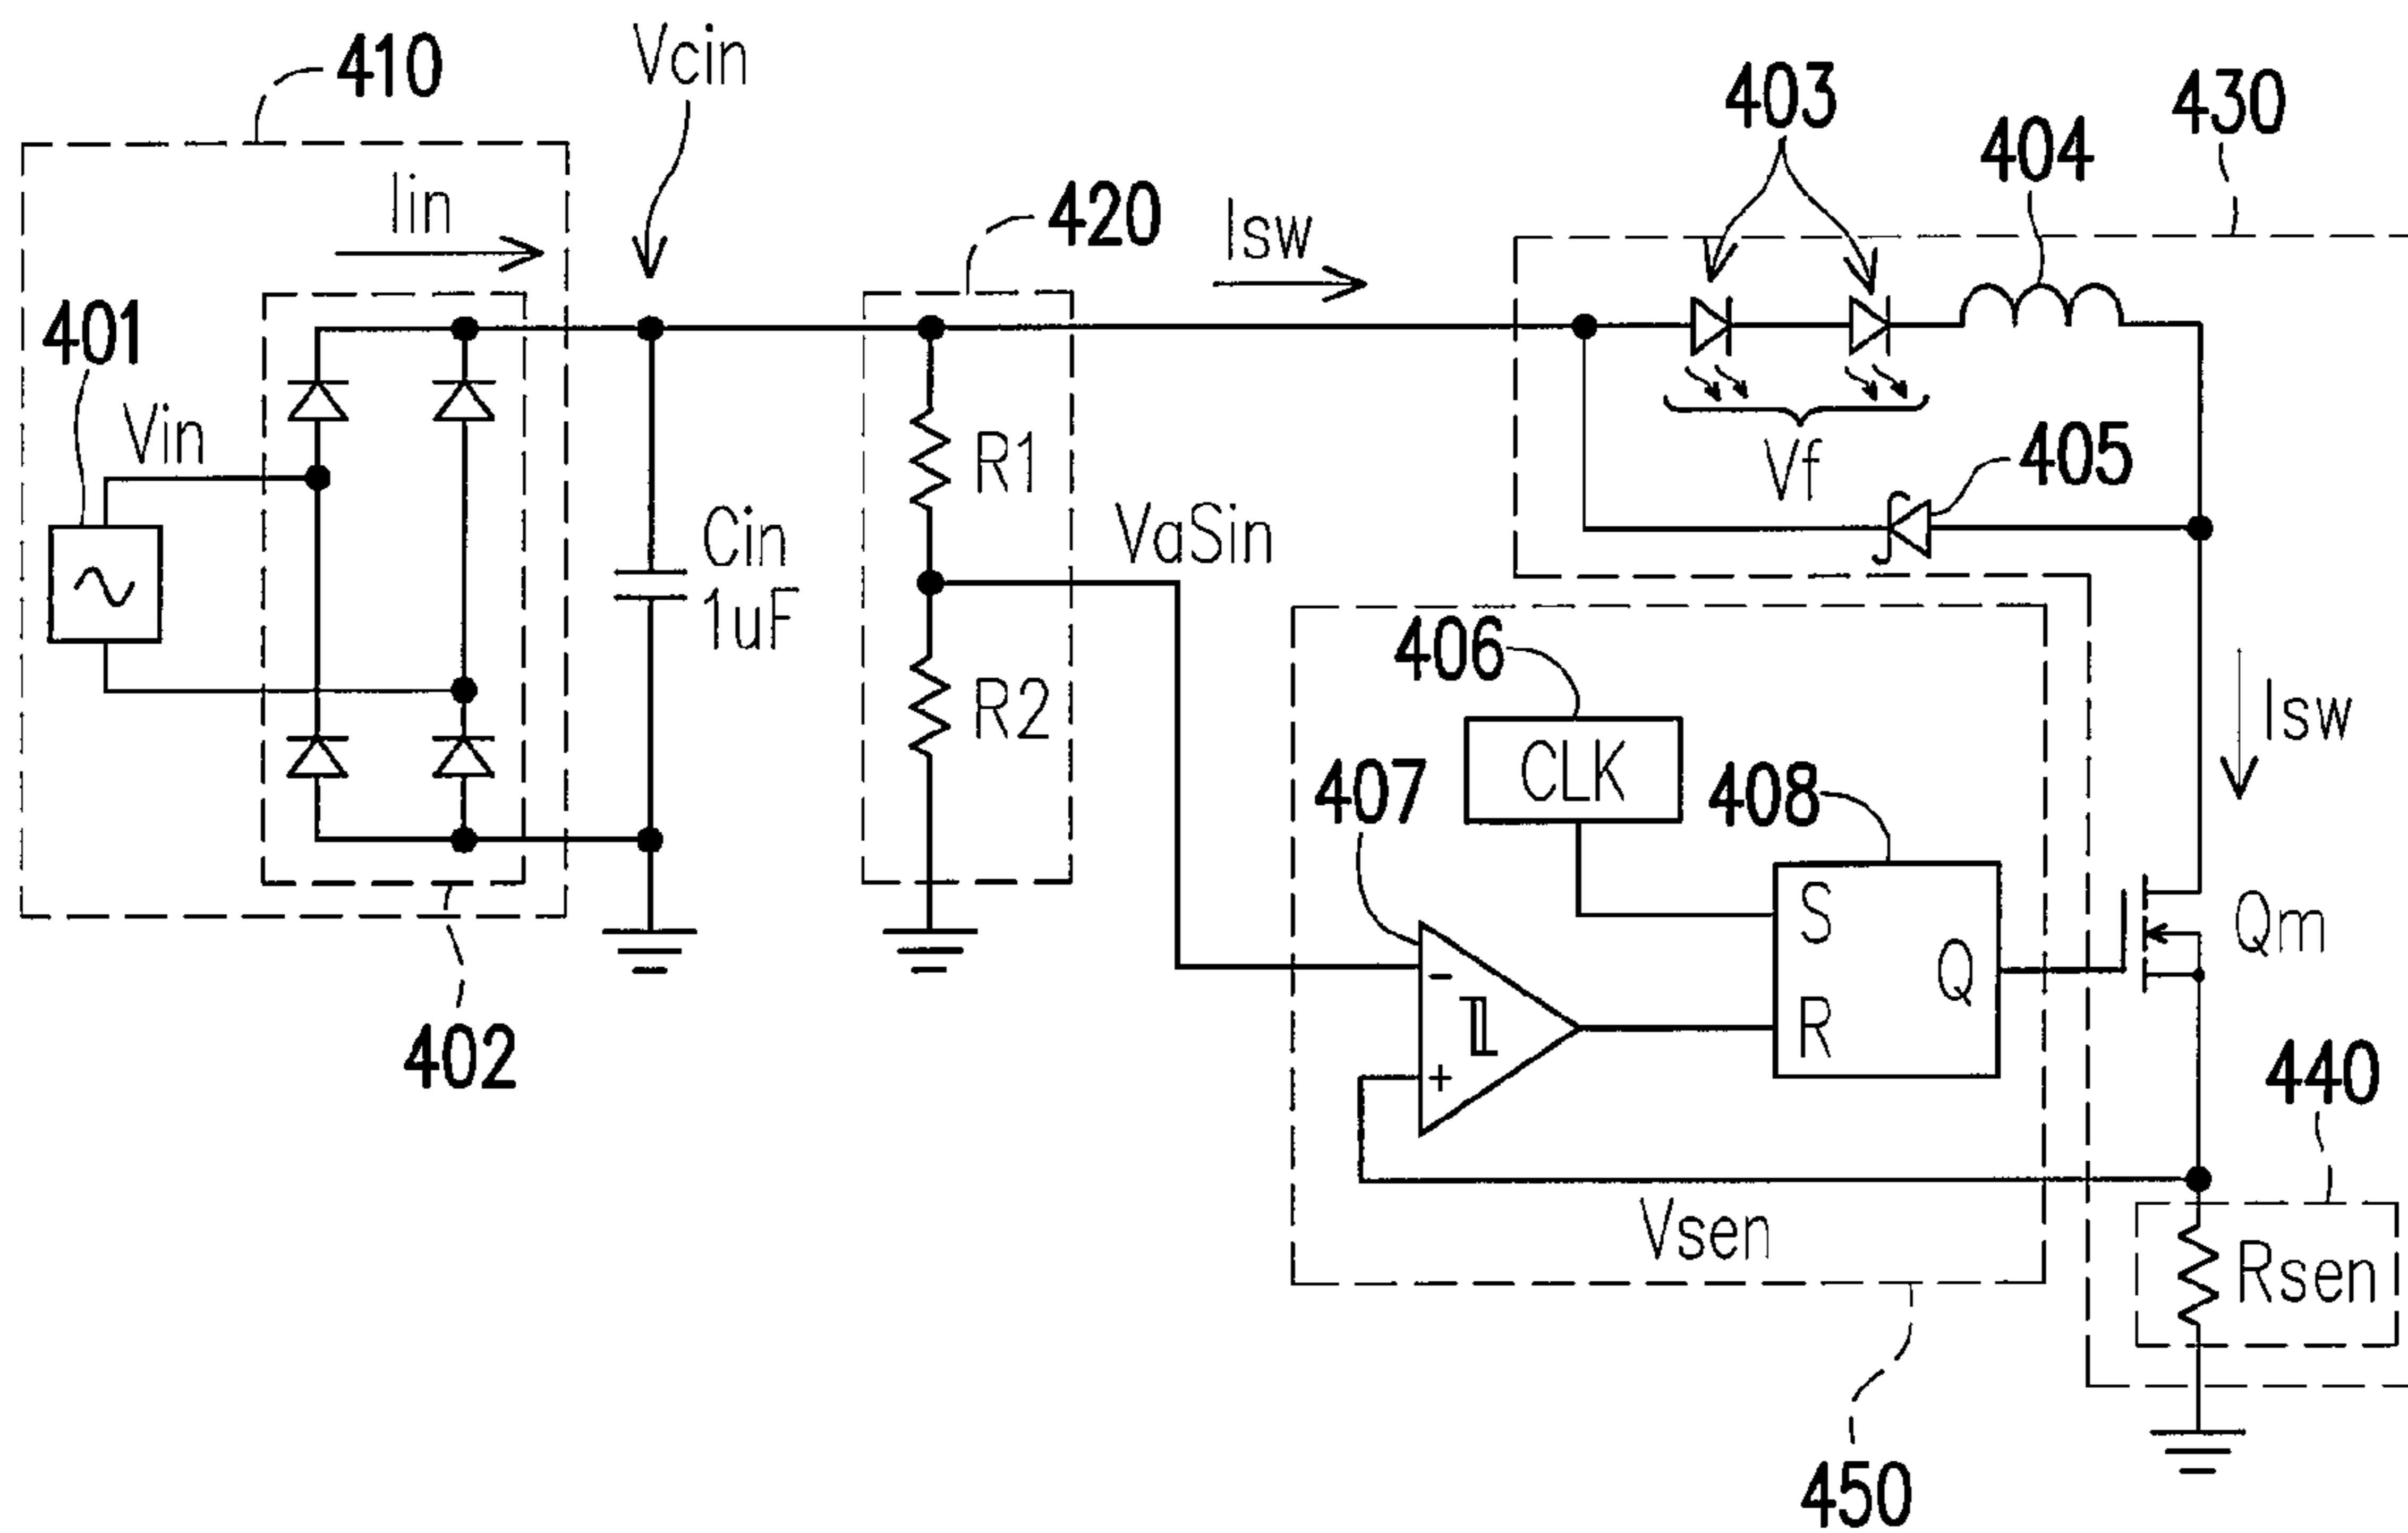 410
Vcin
403
430
404
Iin
420
Isw
401
Vin
R1
Cin
1uF
VaSin
Vf
405
406
R2
CLK
Isw
407
408
S
Q
R
Qm
-
+
402
440
Vsen
Rsen
450